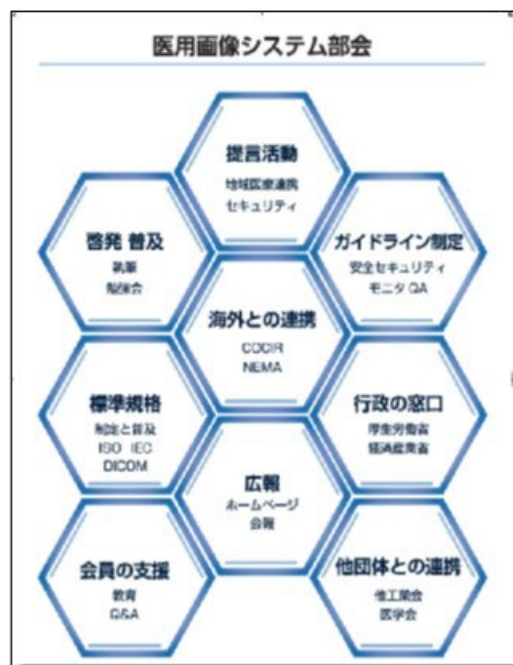 医用画像システム部会
提言活動
地域医療連携
セキュリティ
啓発 普及
執筆
勉強会
ガイドライン制定
安全セキュリティ
モニタ QA
海外との連携
COCIR
NEMA
標準規格
制定と普及
ISO IEC
DICOM
行政の窓口
厚生労働省
経済産業省
広報
ホームページ
会報
会員の支援
教育
Q&A
他団体との連携
他工業会
医学会